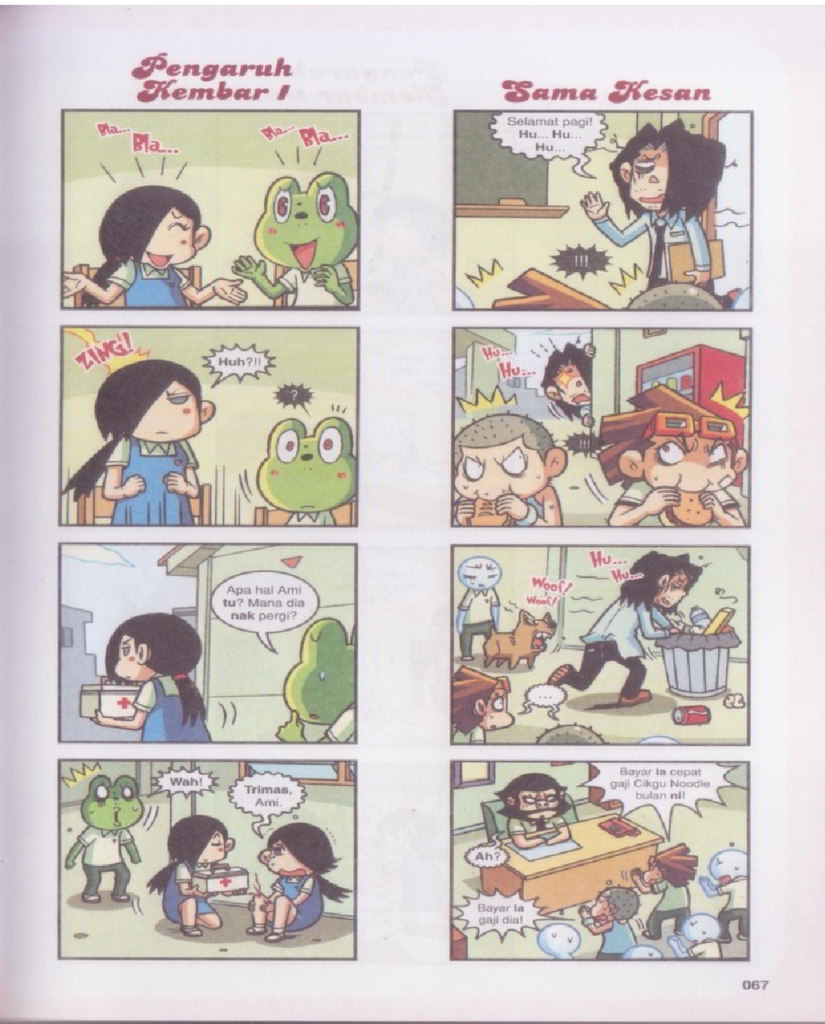 Pengaruh
Kembar 1
Bla...
Bla...
Bla...
Bla...
ZING!
Huh?!!
?
Apa hal Ami
tu? Mana dia
nak pergi?
Wah!
Trimas,
Ami.
Sama Kesan
Selamat pagi!
Hu... Hu...
Hu...
!!!
Hu...
Hu...
!!!
Hu...
Hu...
Woof!
Woof!
...
Bayar la cepat
gaji Cikgu Noodle
bulan ni!
Ah?
Bayar la
gaji dia!
067